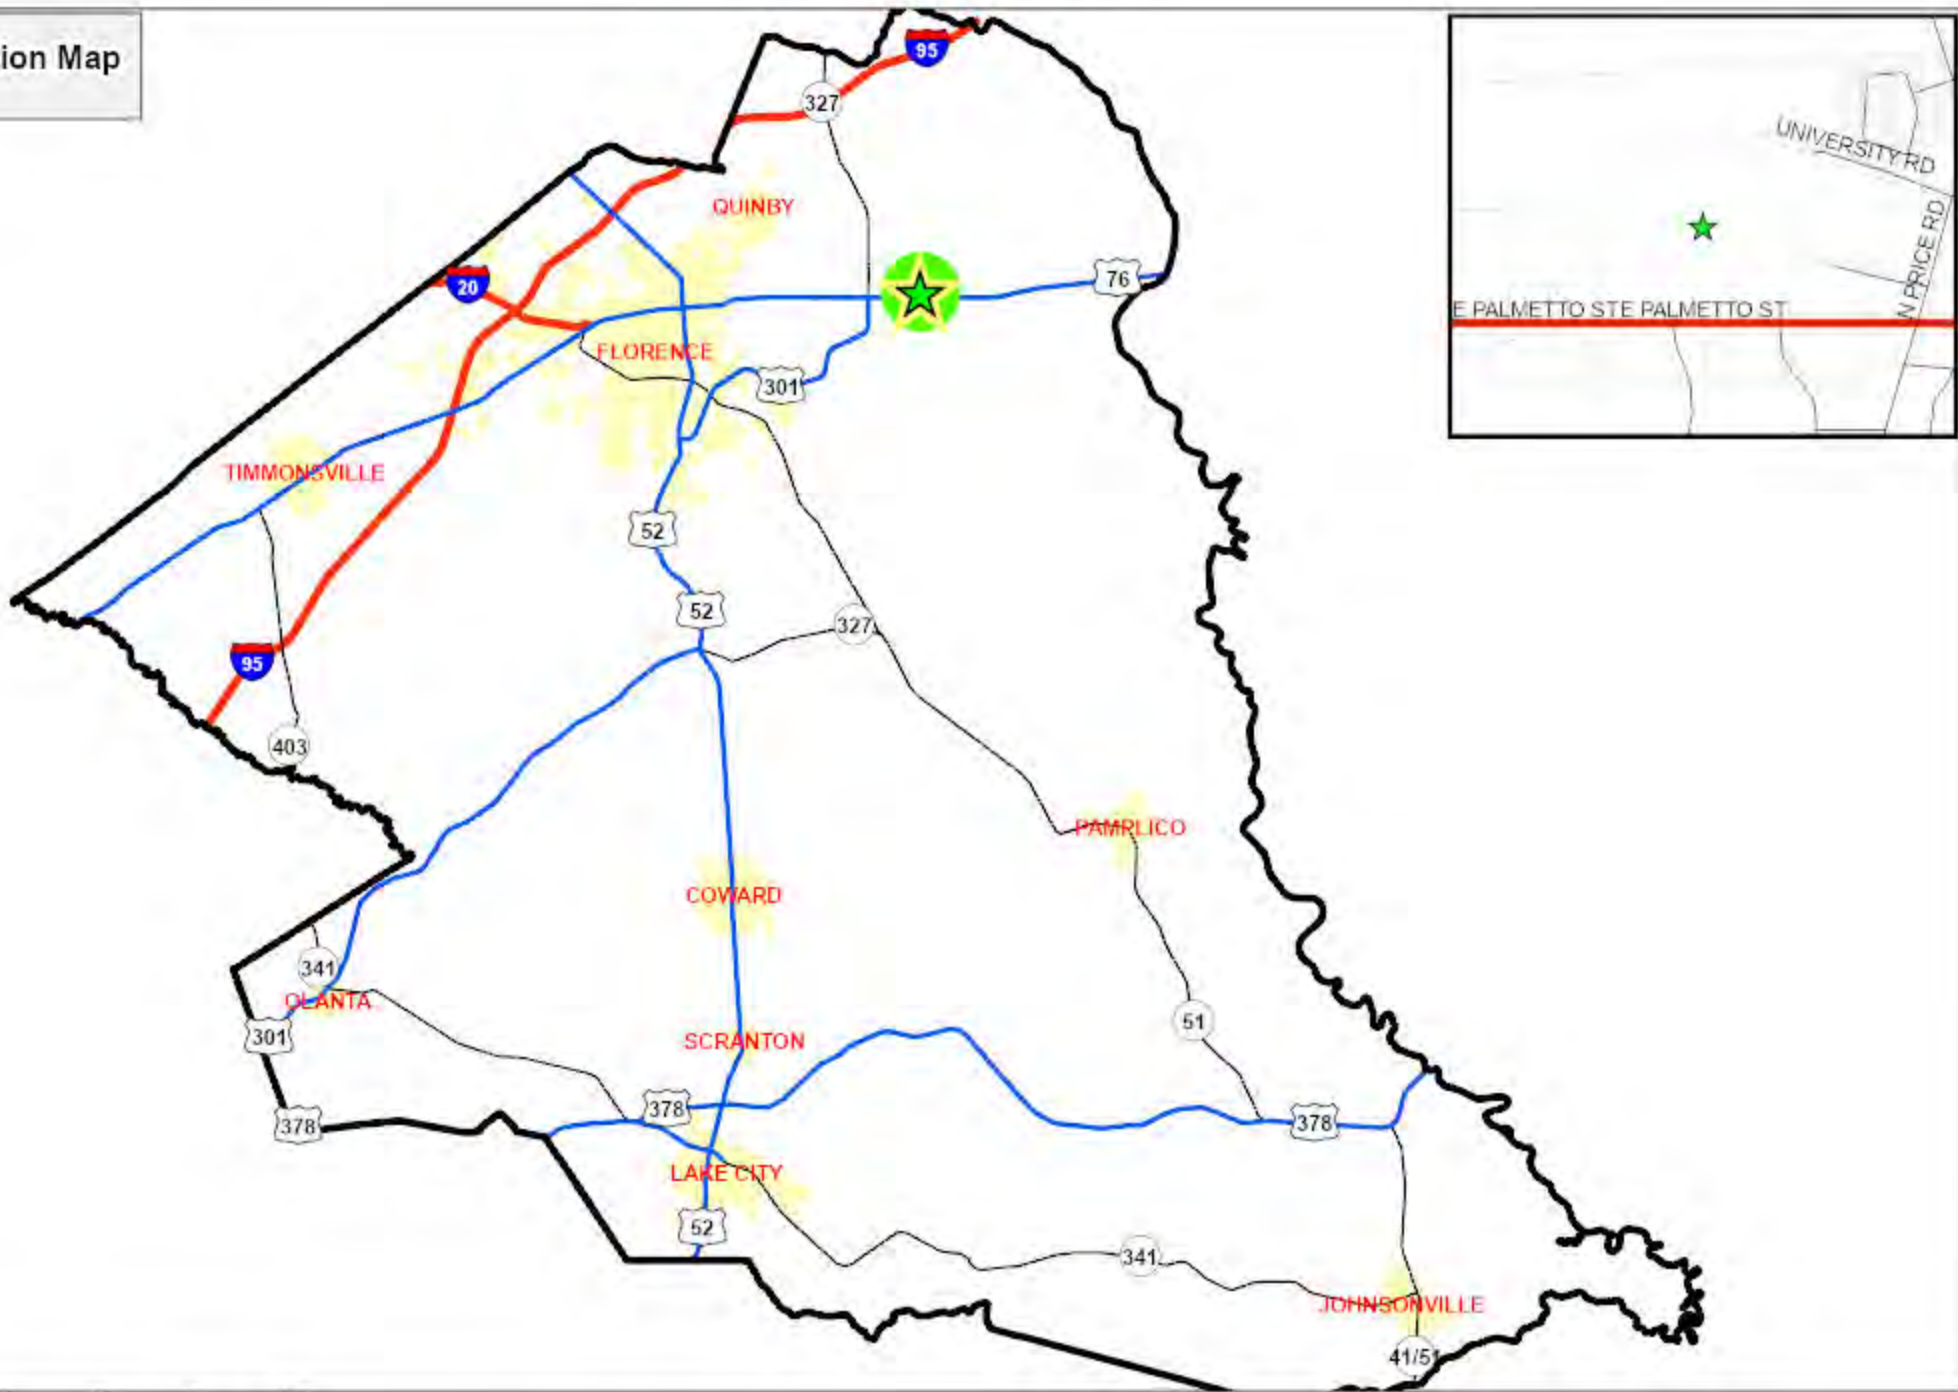 ion Map
95
327
UNIVERSITY RD
QUINBY
N PRICE RD
20
76
E PALMETTO STE PALMETTO ST
FLORENCE
301
TIMMONSVILLE
52
52
327
95
403
PAMPLICO
COWARD
341
OLANTA
51
301
SCRANTON
378
378
378
LAKE CITY
52
341
JOHNSONVILLE
41/51